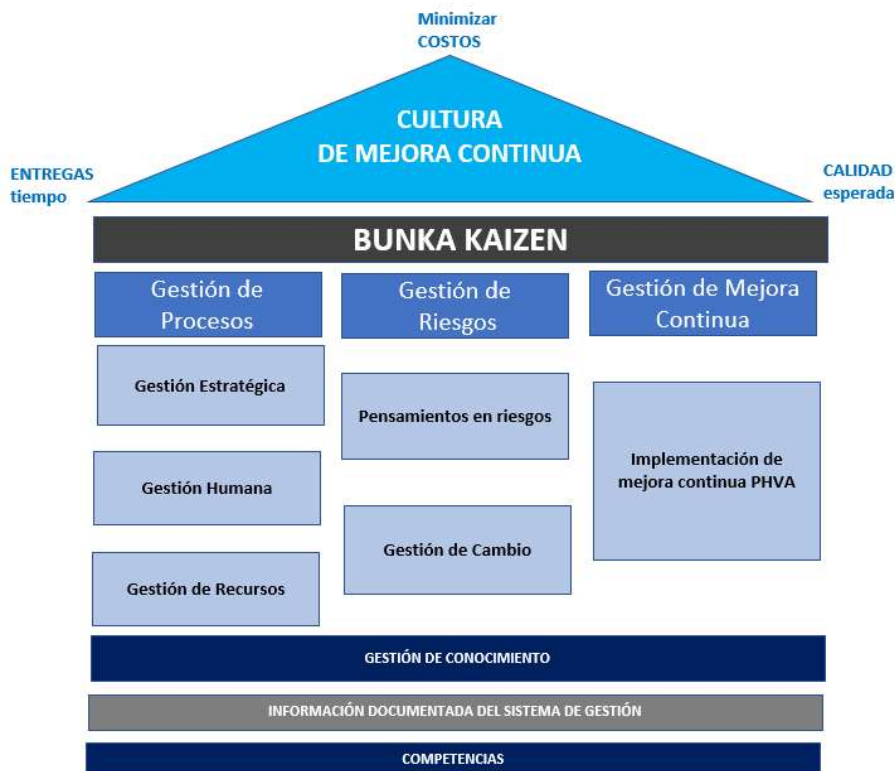 Minimizar
COSTOS
CULTURA
DE MEJORA CONTINUA
ENTREGAS
tiempo
CALIDAD
esperada
BUNKA KAIZEN
Gestión de
Procesos
Gestión de
Riesgos
Gestión de Mejora
Continua
Gestión Estratégica
Gestión Humana
Gestión de Recursos
Pensamientos en riesgos
Gestión de Cambio
Implementación de
mejora continua PHVA
GESTIÓN DE CONOCIMIENTO
INFORMACIÓN DOCUMENTADA DEL SISTEMA DE GESTIÓN
COMPETENCIAS